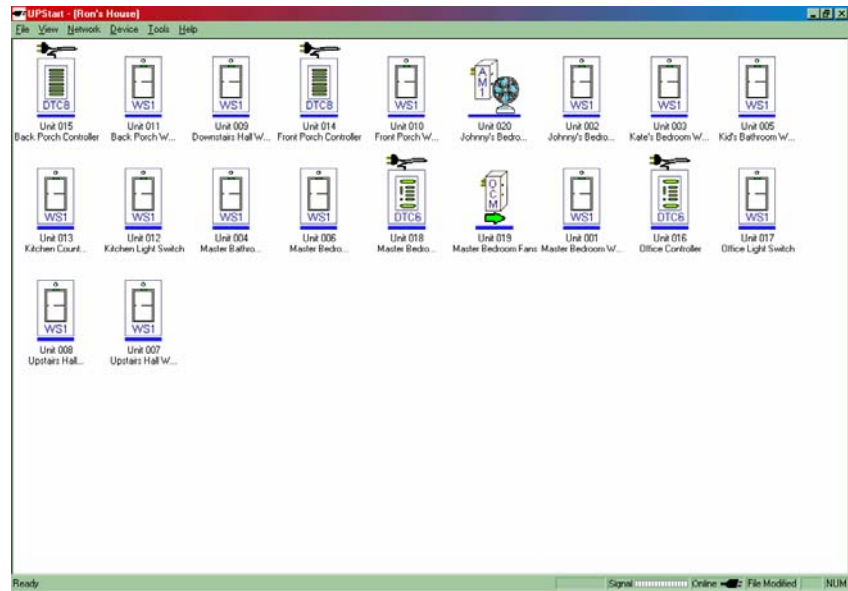 UPStart - [Ron's House]
File View Network Device Tools Help
DTC8 WS1 WS1 DTC8 WS1 AM1 WS1 WS1 WS1
Unit 015 Unit 011 Unit 009 Unit 014 Unit 010 Unit 020 Unit 002 Unit 003 Unit 005
Back Porch Controller Back Porch W... Downstairs Hall W... Front Porch Controller Front Porch W... Johnny's Bedro... Johnny's Bedro... Kate's Bedroom W... Kid's Bathroom W...
WS1 WS1 WS1 WS1 DTC6 OCM WS1 DTC6 WS1
Unit 013 Unit 012 Unit 004 Unit 006 Unit 018 Unit 019 Unit 001 Unit 016 Unit 017
Kitchen Count... Kitchen Light Switch Master Bathro... Master Bedro... Master Bedro... Master Bedroom Fans Master Bedroom W... Office Controller Office Light Switch
WS1 WS1
Unit 008 Unit 007
Upstairs Hall... Upstairs Hall W...
Ready Signal Online File Modified NUM